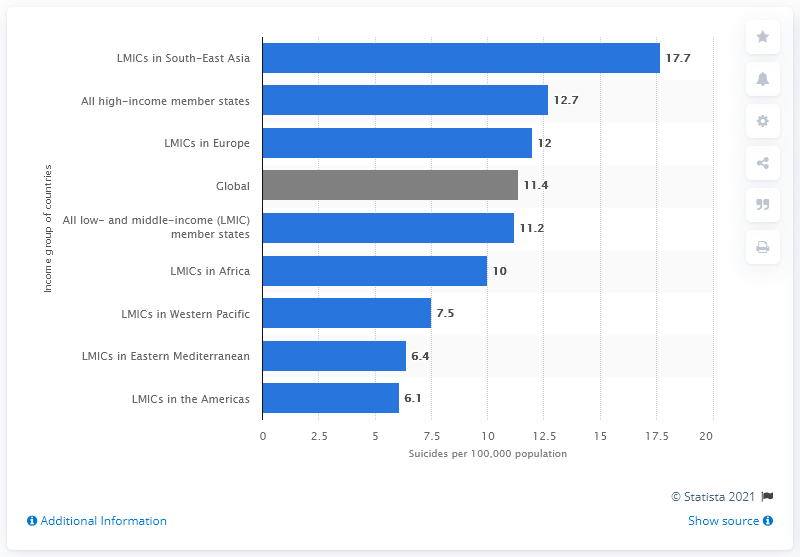 LMICs in South-East Asia
17.7
All high-income member states
12.7
LMICs in Europe
12
Global
11.4
All low- and middle-income (LMIC)
member states
11.2
LMICs in Africa
10
LMICs in Western Pacific
7.5
LMICs in Eastern Mediterranean
6.4
LMICs in the Americas
6.1
Income group of countries
0 2.5 5 7.5 10 12.5 15 17.5 20
Suicides per 100,000 population
© Statista 2021
Additional Information
Show source